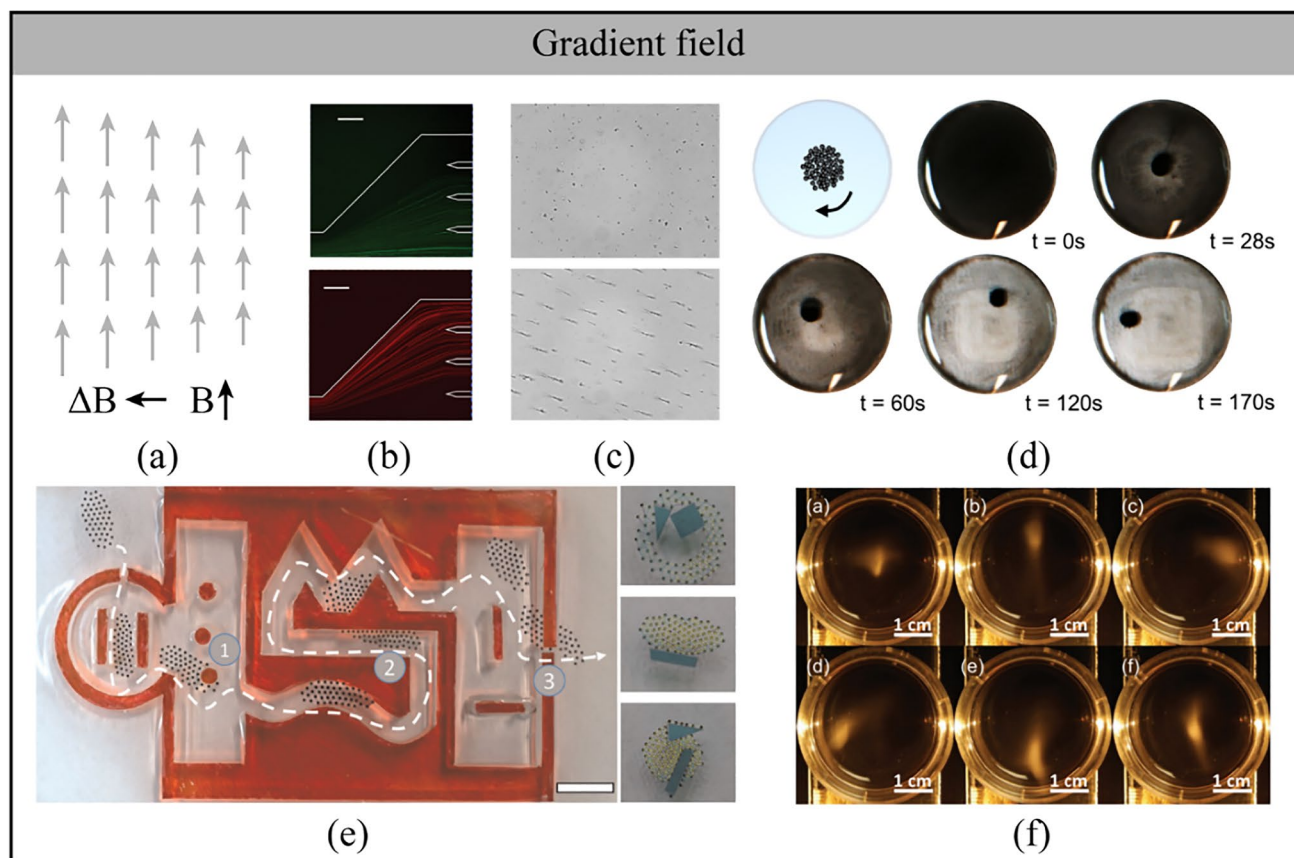 Gradient field
ΔB ← B↑
(a)
(b)
(c)
t = 0s
t = 28s
t = 60s
t = 120s
t = 170s
(d)
1
2
3
(e)
(a)
(b)
(c)
1 cm
1 cm
1 cm
(d)
(e)
(f)
1 cm
1 cm
1 cm
(f)